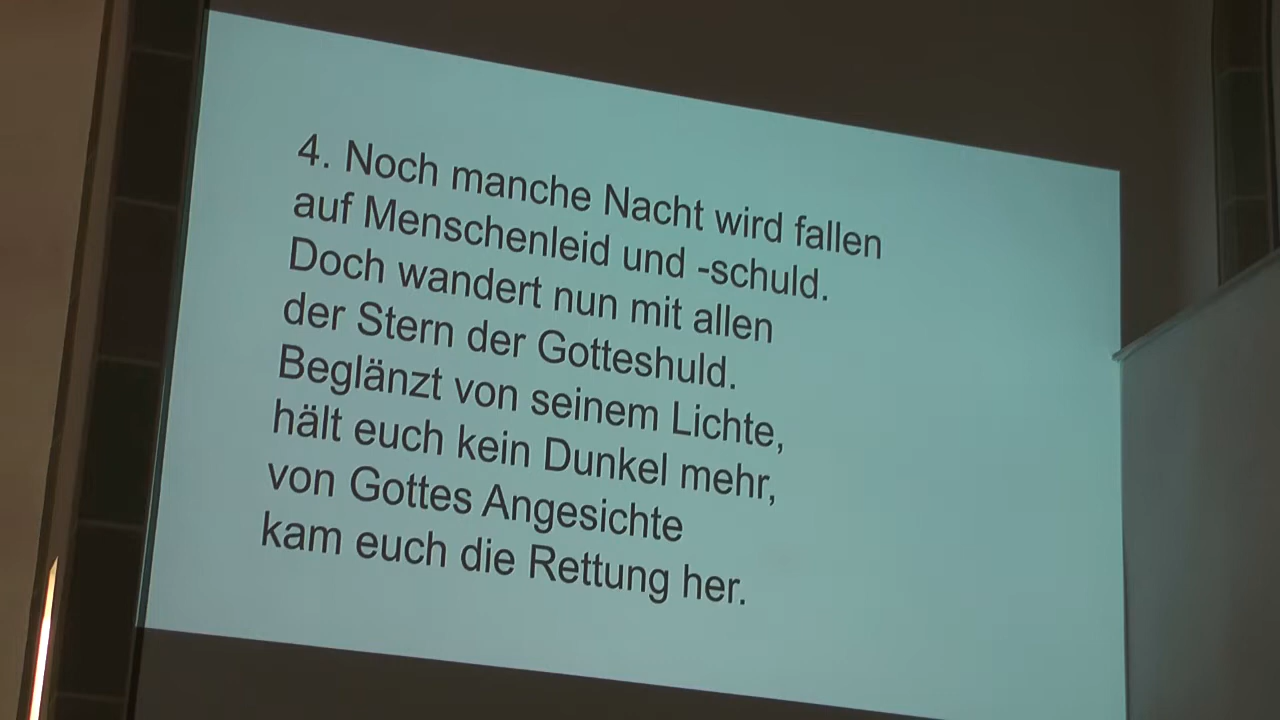 4. Noch manche Nacht wird fallen
auf Menschenleid und -schuld.
Doch wandert nun mit allen
der Stern der Gotteshuld.
Beglänzt von seinem Lichte,
hält euch kein Dunkel mehr,
von Gottes Angesichte
kam euch die Rettung her.